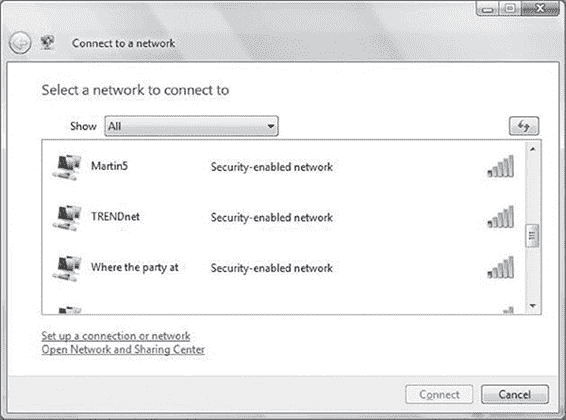 Connect to a network
Select a network to connect to
Show All
Martin5 Security-enabled network
TRENDnet Security-enabled network
Where the party at Security-enabled network
Set up a connection or network
Open Network and Sharing Center
Connect Cancel